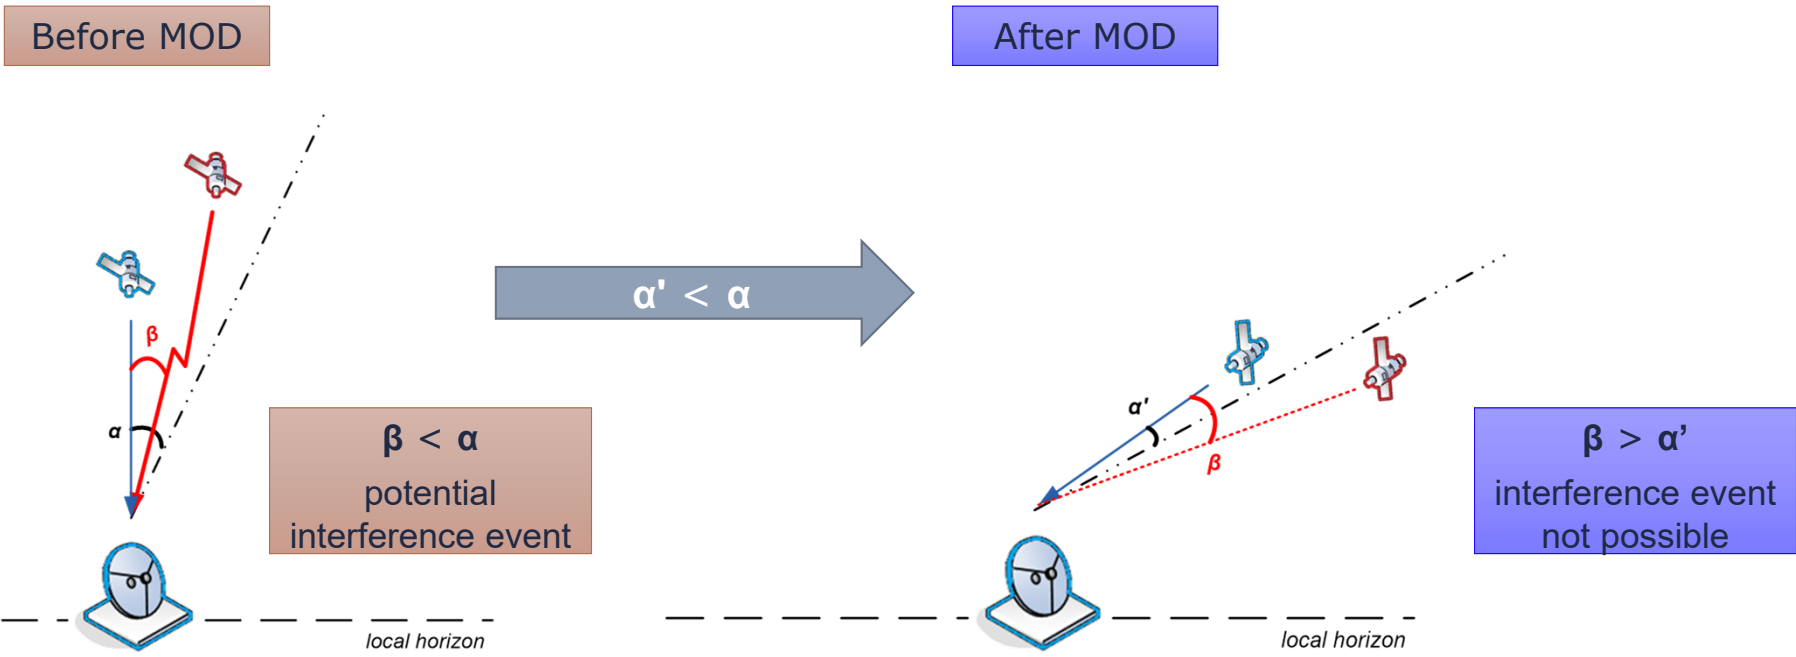 Before MOD
After MOD
α' < α
β
α
β < α
potential
interference event
α'
β
β > α’
interference event
not possible
local horizon
local horizon